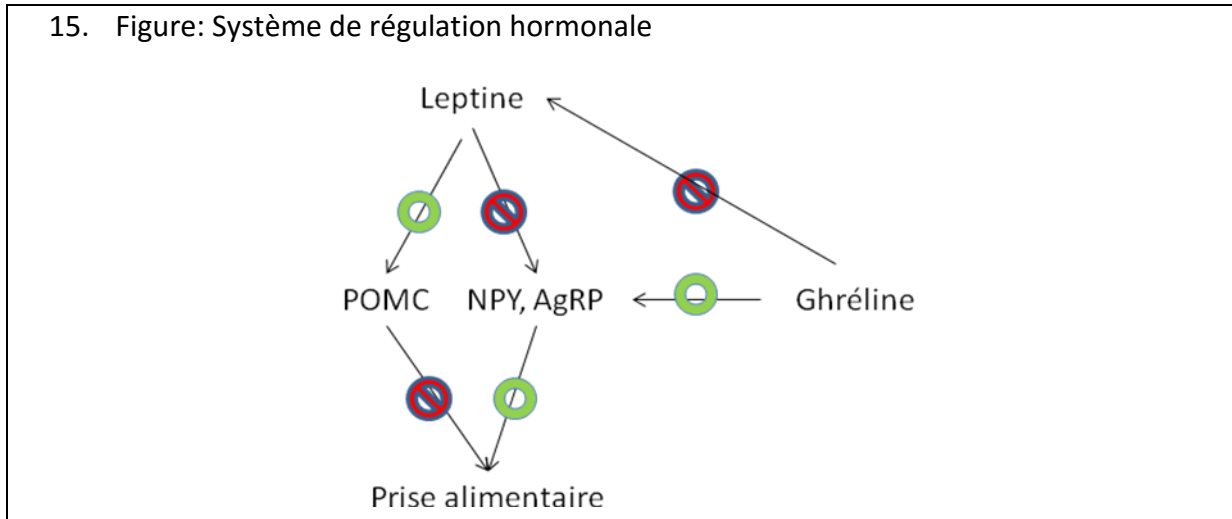 15. Figure: Système de régulation hormonale
Leptine
POMC NPY, AgRP Ghréline
Prise alimentaire